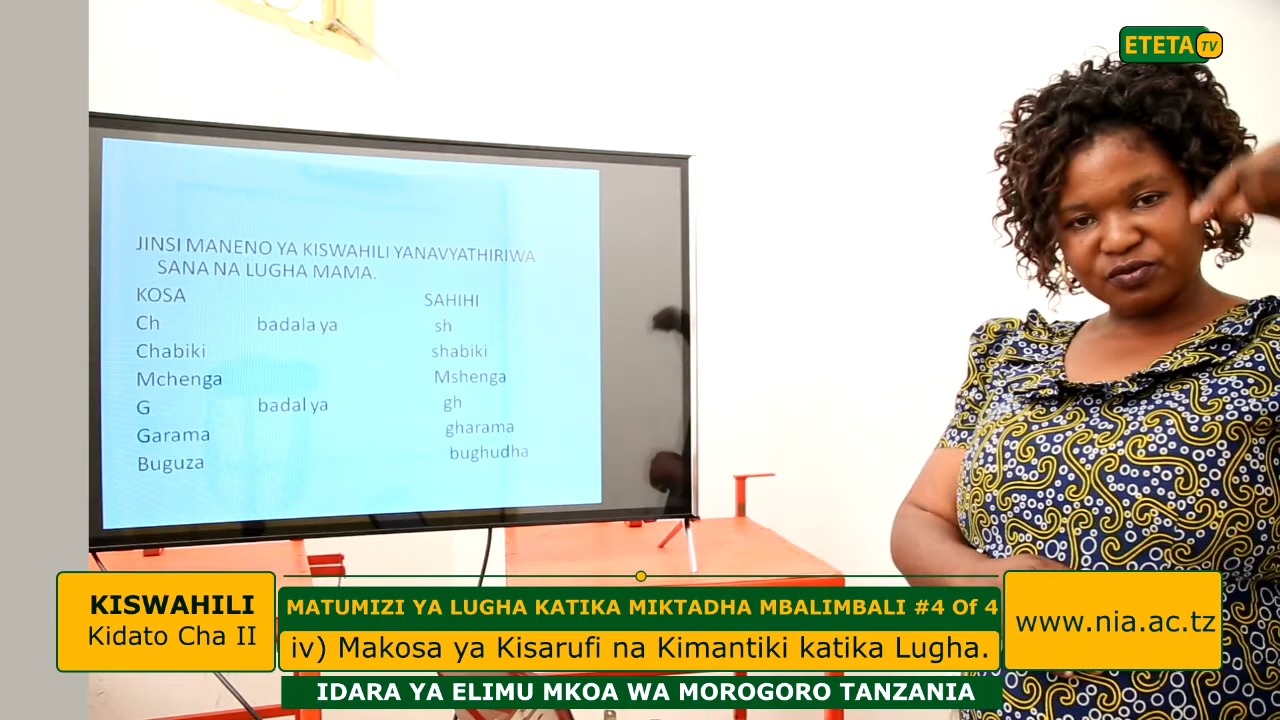 ETETA TV
JINSI MANENO YA KISWAHILI YANAVYATHIRIWA
SANA NA LUGHA MAMA.
KOSA SAHIHI
Ch badala ya sh
Chabiki shabiki
Mchenga Mshenga
G badal ya gh
Garama gharama
Buguza bughudha
KISWAHILI
Kidato Cha II
MATUMIZI YA LUGHA KATIKA MIKTADHA MBALIMBALI #4 Of 4
iv) Makosa ya Kisarufi na Kimantiki katika Lugha.
www.nia.ac.tz
IDARA YA ELIMU MKOA WA MOROGORO TANZANIA